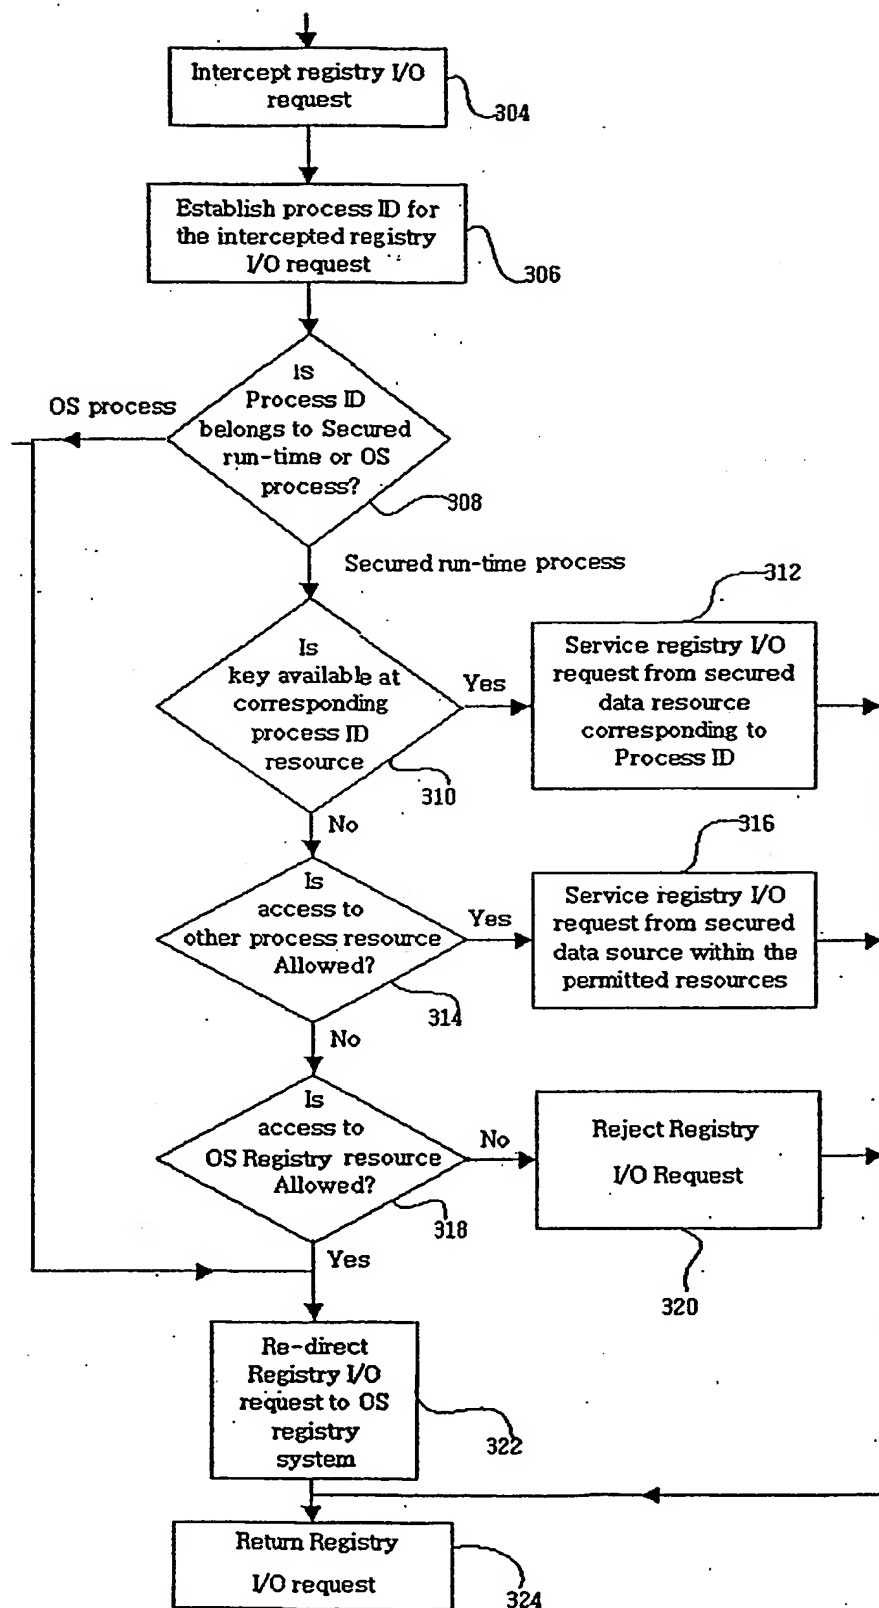 Intercept registry I/O
request
304
Establish process ID for
the intercepted registry
I/O request
306
Is
Process ID
belongs to Secured
run-time or OS
process?
308
OS process
Secured run-time process
Is
key available at
corresponding
process ID
resource
310
Yes
312
Service registry I/O
request from secured
data resource
corresponding to
Process ID
No
Is
access to
other process resource
Allowed?
314
Yes
316
Service registry I/O
request from secured
data source within the
permitted resources
No
Is
access to
OS Registry resource
Allowed?
318
No
Reject Registry
I/O Request
320
Yes
Re-direct
Registry I/O
request to OS
registry
system
322
Return Registry
I/O request
324